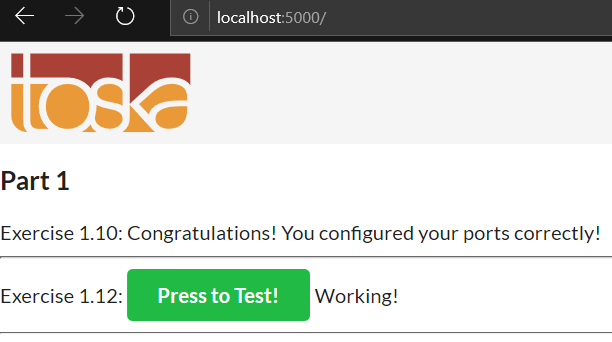 localhost:5000/
toska
Part 1
Exercise 1.10: Congratulations! You configured your ports correctly!
Exercise 1.12: Press to Test! Working!